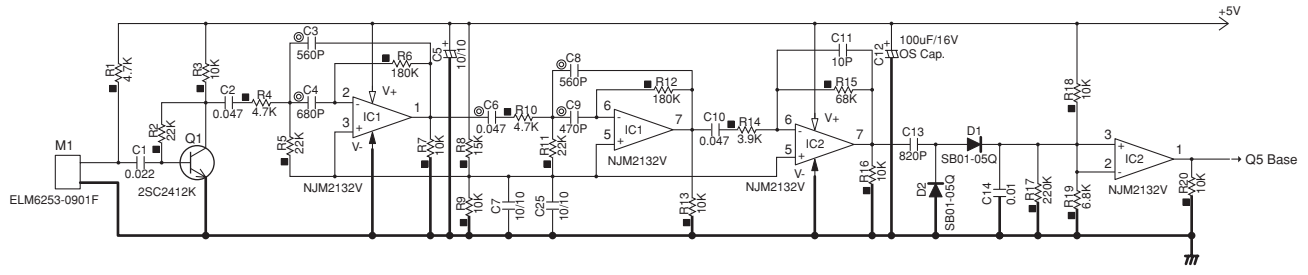 +5V
R1
4.7K
R3
10K
C3
560P
R6
180K
C5
10/10
C8
560P
R12
180K
C11
10P
C12
100uF/16V
OS Cap.
R15
68K
R18
10K
C2
0.047
R4
4.7K
C4
680P
2
3
1
V+
V-
IC1
C6
0.047
R10
4.7K
C9
470P
6
5
7
IC1
NJM2132V
C10
0.047
R14
3.9K
6
5
7
V+
V-
IC2
C13
820P
D1
SB01-05Q
3
2
1
IC2
NJM2132V
Q5 Base
M1
ELM6253-0901F
C1
0.022
R2
22K
Q1
2SC2412K
R5
22K
NJM2132V
R7
10K
R8
15K
R11
22K
NJM2132V
R16
10K
D2
SB01-05Q
C14
0.01
R17
220K
R19
6.8K
R20
10K
R9
10K
C7
10/10
C25
10/10
R13
10K